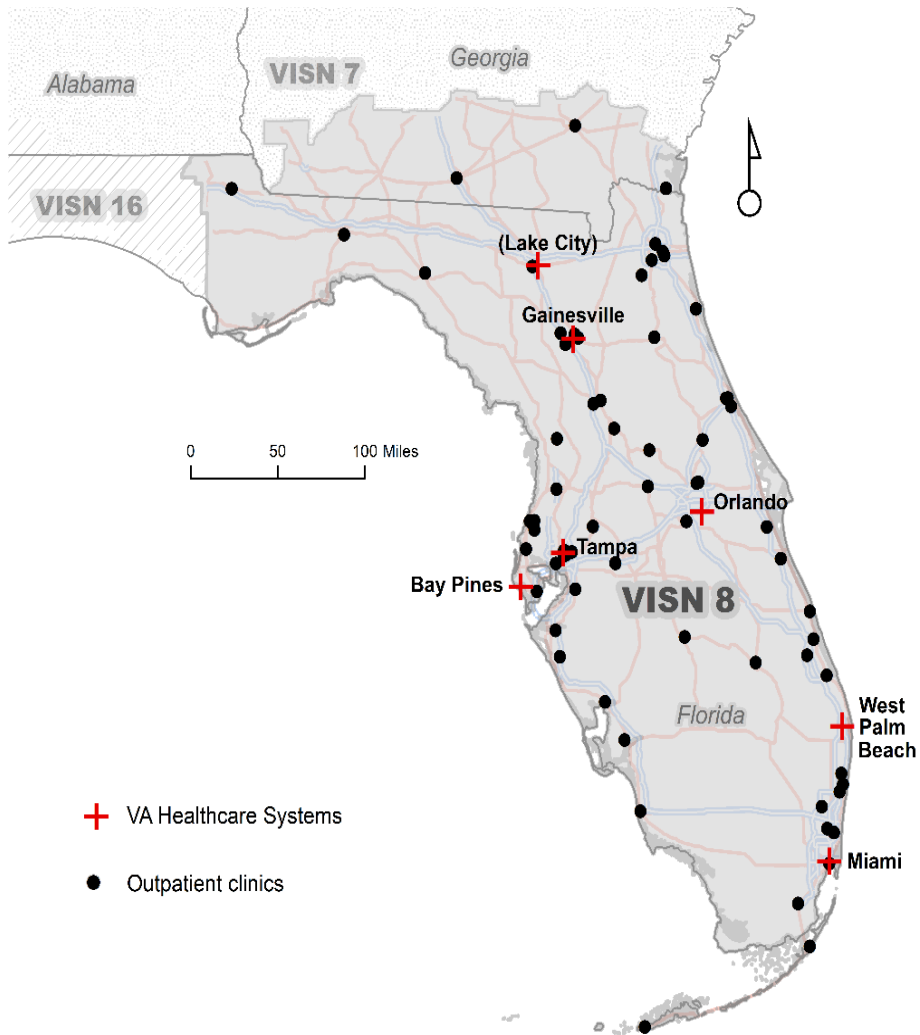 Georgia
VISN 7
Alabama
VISN 16
(Lake City)
Gainesville
0 50 100 Miles
Orlando
Tampa
Bay Pines
VISN 8
Florida
West
Palm
Beach
VA Healthcare Systems
Miami
Outpatient clinics